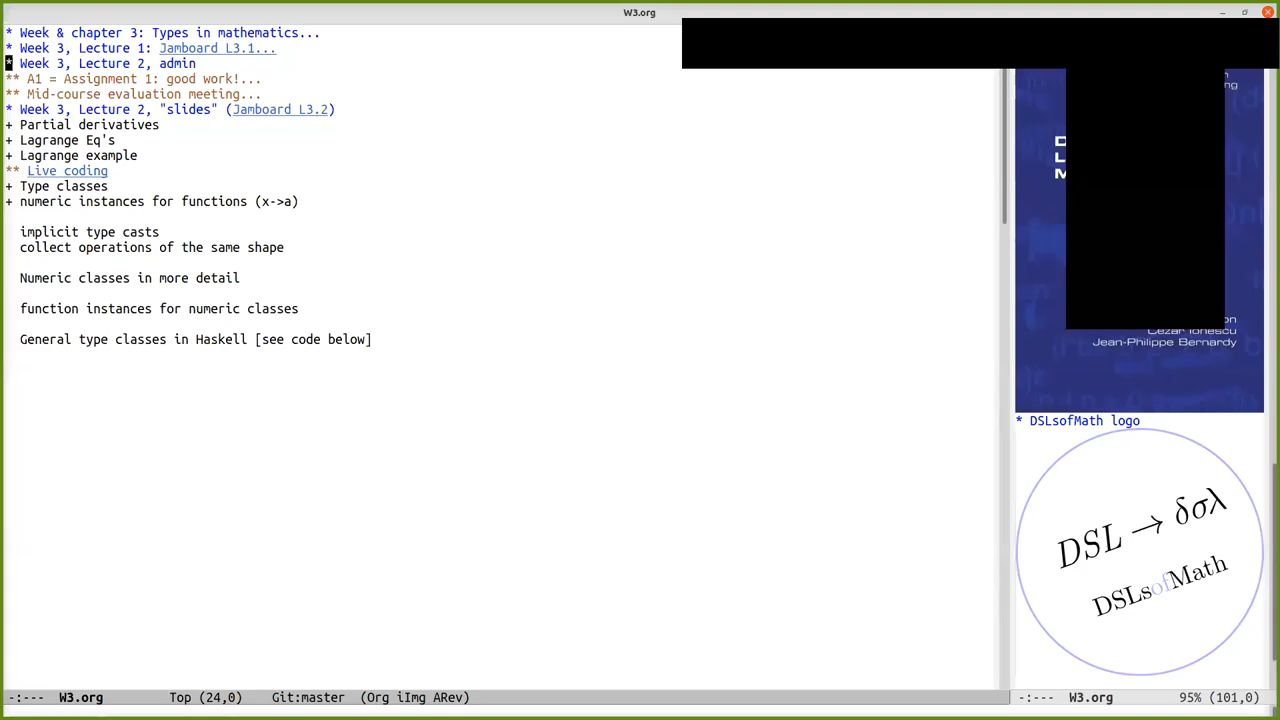 W3.org
* Week & chapter 3: Types in mathematics...
* Week 3, Lecture 1: Jamboard L3.1...
* Week 3, Lecture 2, admin
** A1 = Assignment 1: good work!...
** Mid-course evaluation meeting...
* Week 3, Lecture 2, "slides" (Jamboard L3.2)
+ Partial derivatives
+ Lagrange Eq's
+ Lagrange example
** Live coding
+ Type classes
+ numeric instances for functions (x->a)
implicit type casts
collect operations of the same shape
Numeric classes in more detail
function instances for numeric classes
General type classes in Haskell [see code below]
-:--- W3.org Top (24,0) Git:master (Org iImg ARev)
D
L
M
Cezar Ionescu
Jean-Philippe Bernardy
* DSLsofMath logo
DSL → δσλ
DSLsofMath
-:--- W3.org 95% (101,0)